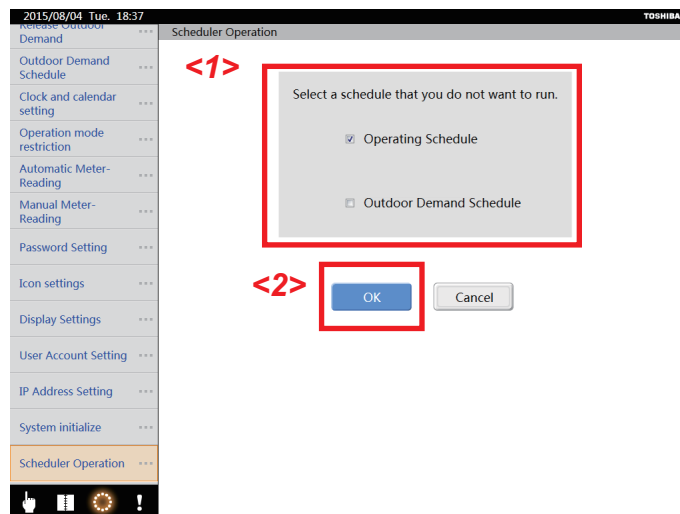 2015/08/04 Tue. 18:37
TOSHIBA
Release Outdoor
Demand
Scheduler Operation
Outdoor Demand
Schedule
Clock and calendar
setting
Operation mode
restriction
Automatic Meter-
Reading
Manual Meter-
Reading
Password Setting
Icon settings
Display Settings
User Account Setting
IP Address Setting
System initialize
Scheduler Operation
<1>
Select a schedule that you do not want to run.
Operating Schedule
Outdoor Demand Schedule
<2>
OK
Cancel